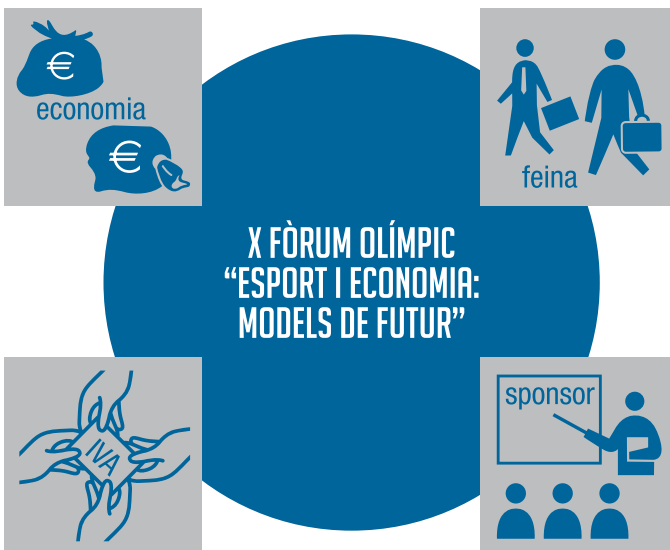 €
economia
€
feina
X FÒRUM OLÍMPIC
“ESPORT I ECONOMIA:
MODELS DE FUTUR”
IVA
sponsor